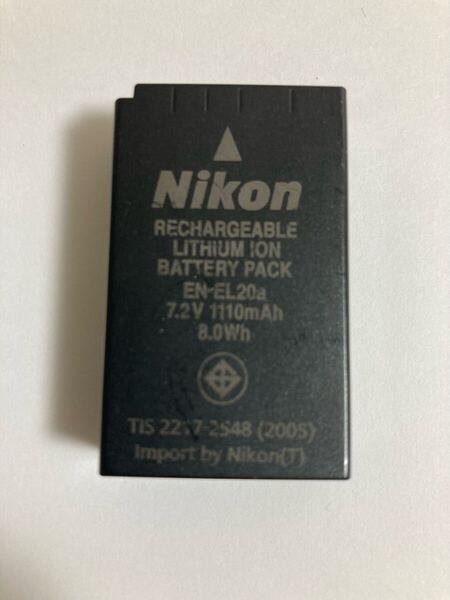 Nikon
RECHARGEABLE
LITHIUM ION
BATTERY PACK
EN-EL20a
7.2V 1110mAh
8.0Wh
TIS 2217-2548 (2005)
Import by Nikon(T)